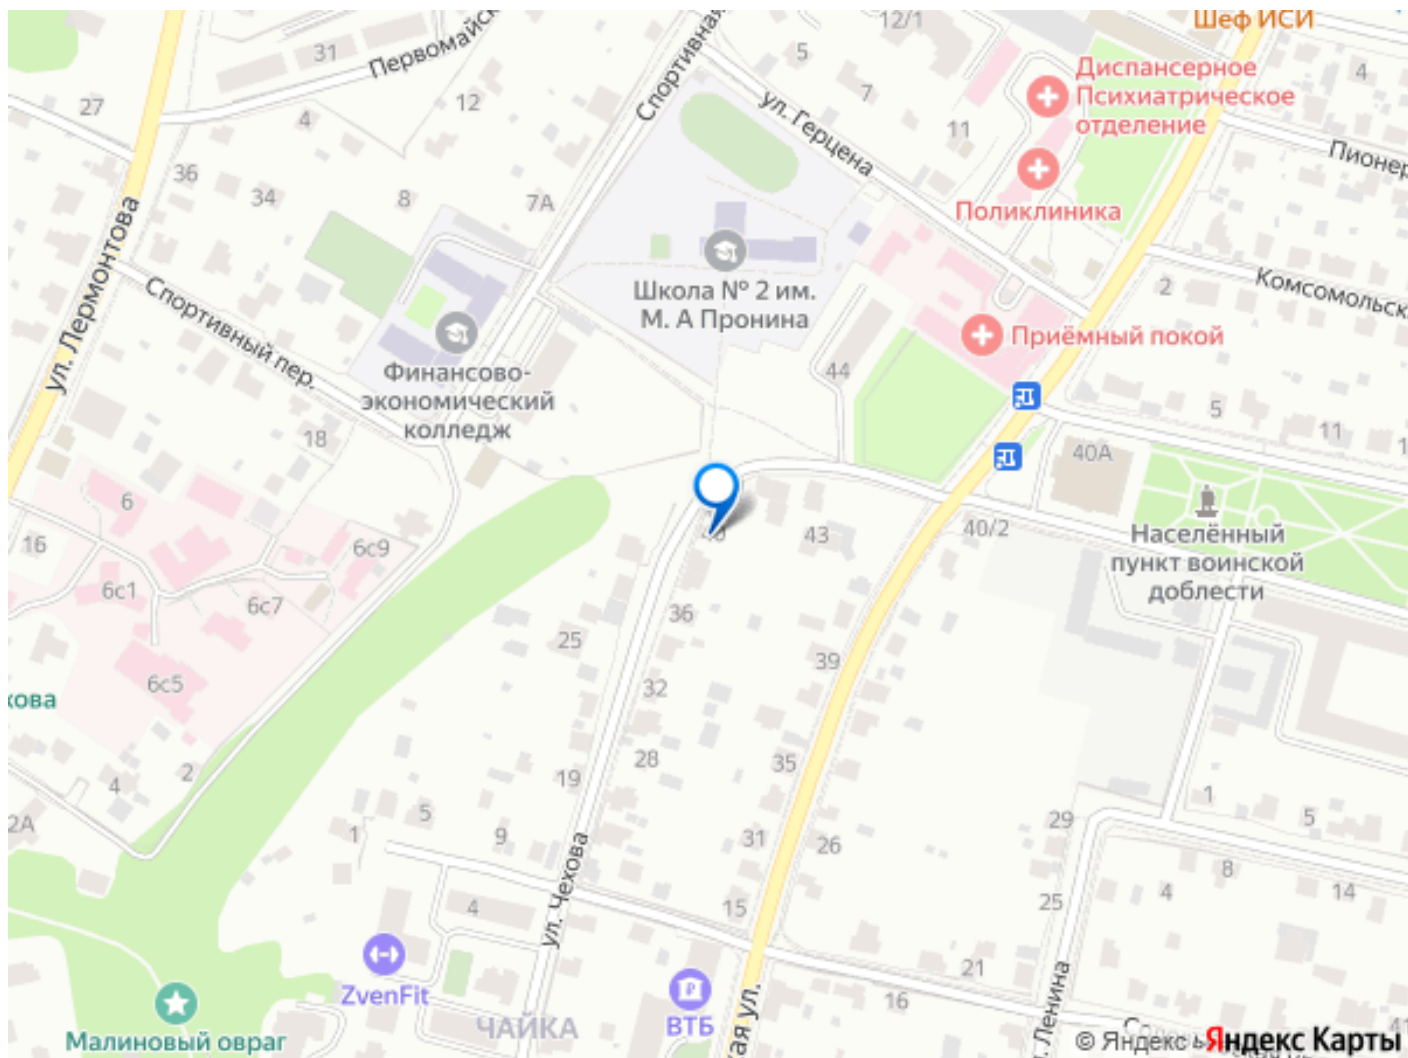 Шеф ИСИ
12/1
31
Первомайск
Спортивная
5
Диспансерное
Психиатрическое
отделение
4
27
12
7
ул. Герцена
4
11
Пионер
36
34
8
7А
Поликлиника
ул. Лермонтова
Школа № 2 им.
М. А Пронина
2
Комсомольск
Спортивный пер.
Приёмный покой
Финансово-
экономический
колледж
44
5
11
1
18
40А
6
16
6с9
43
40/2
Населённый
пункт воинской
доблести
6с1
6с7
36
25
39
6с5
32
кова
28
35
2
4
19
1
5
2А
1
5
9
31
26
29
8
4
14
25
ул. Чехова
4
15
21
16
ZvenFit
ВТБ
ЧАЙКА
кая ул.
Ленина
Малиновый овраг
© Яндекс
Яндекс Карты